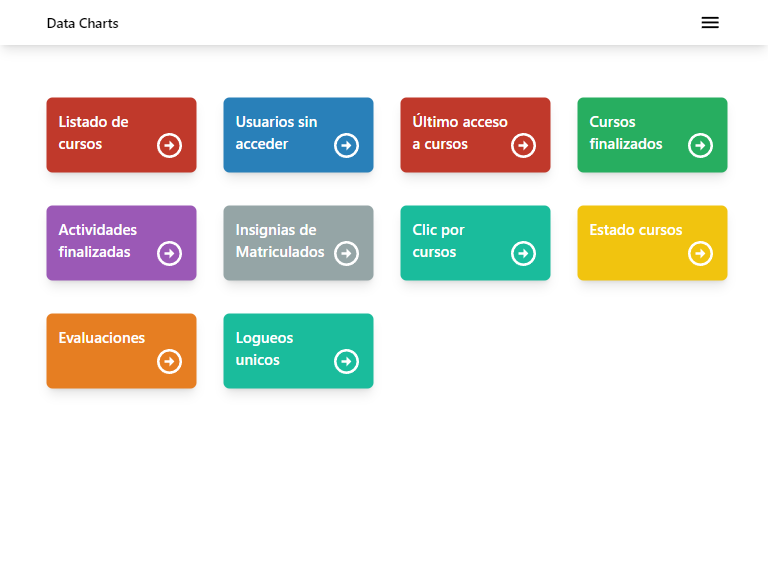 Data Charts
Listado de
cursos
Usuarios sin
acceder
Último acceso
a cursos
Cursos
finalizados
Actividades
finalizadas
Insignias de
Matriculados
Clic por
cursos
Estado cursos
Evaluaciones
Logueos
unicos